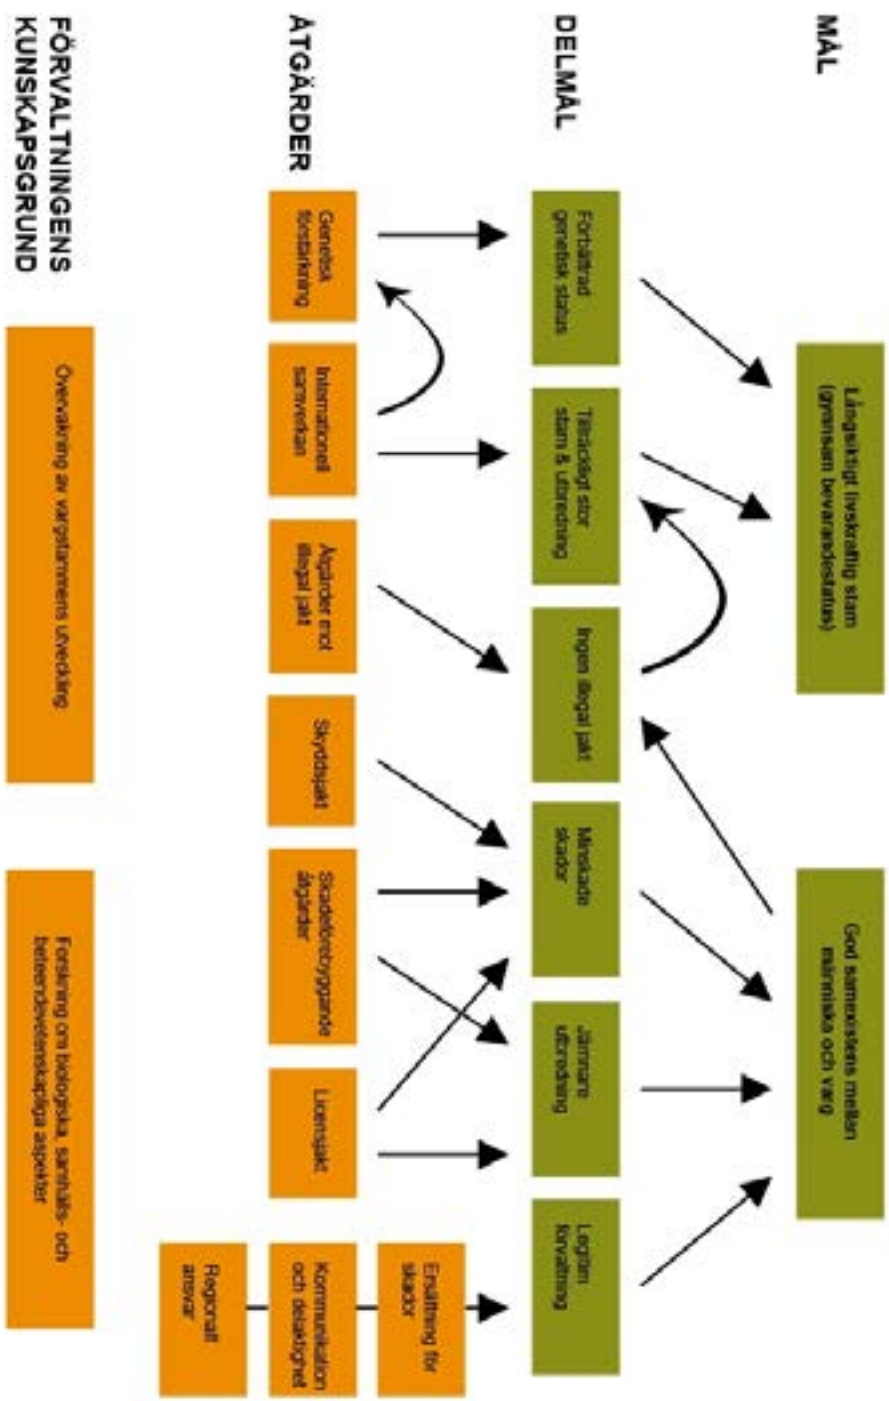 MÅL
Långsiktigt livskraftig stam
(gynnsam bevarandestatus)
God samexistens mellan
människa och varg
DELMÅL
Förbättrad
genetisk status
Tillräckligt stor
stam & utbredning
Ingen illegal jakt
Minskade
skador
Jämnare
utbredning
Legitim
förvaltning
ÅTGÄRDER
Genetisk
förstärkning
Internationell
samverkan
Åtgärder mot
illegal jakt
Skyddsjakt
Skadeförebyggande
åtgärder
Licensjakt
Ersättning för
skador
Kommunikation
och delaktighet
Regionalt
ansvar
FÖRVALTNINGENS
KUNSKAPSGRUND
Övervakning av vargstammens utveckling
Forskning om biologiska, samhälls- och
beteendevetenskapliga aspekter